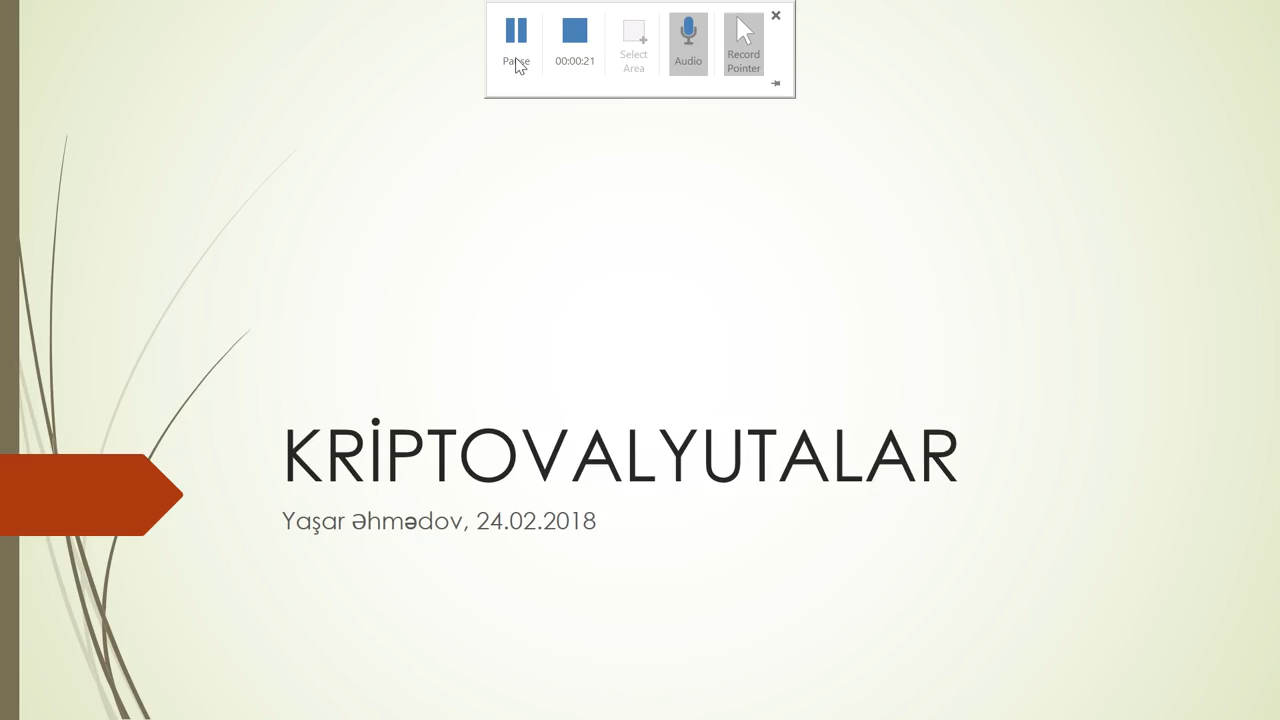 Pause
00:00:21
Select
Area
Audio
Record
Pointer
KRİPTOVALYUTALAR
Yaşar Əhmədov, 24.02.2018